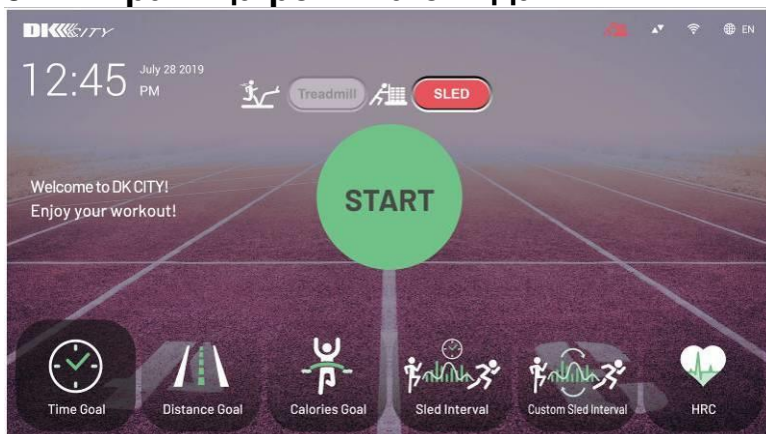 DK CITY
EN
12:45
July 28 2019
PM
Treadmill
SLED
Welcome to DK CITY!
Enjoy your workout!
START
Time Goal
Distance Goal
Calories Goal
Sled Interval
Custom Sled Interval
HRC